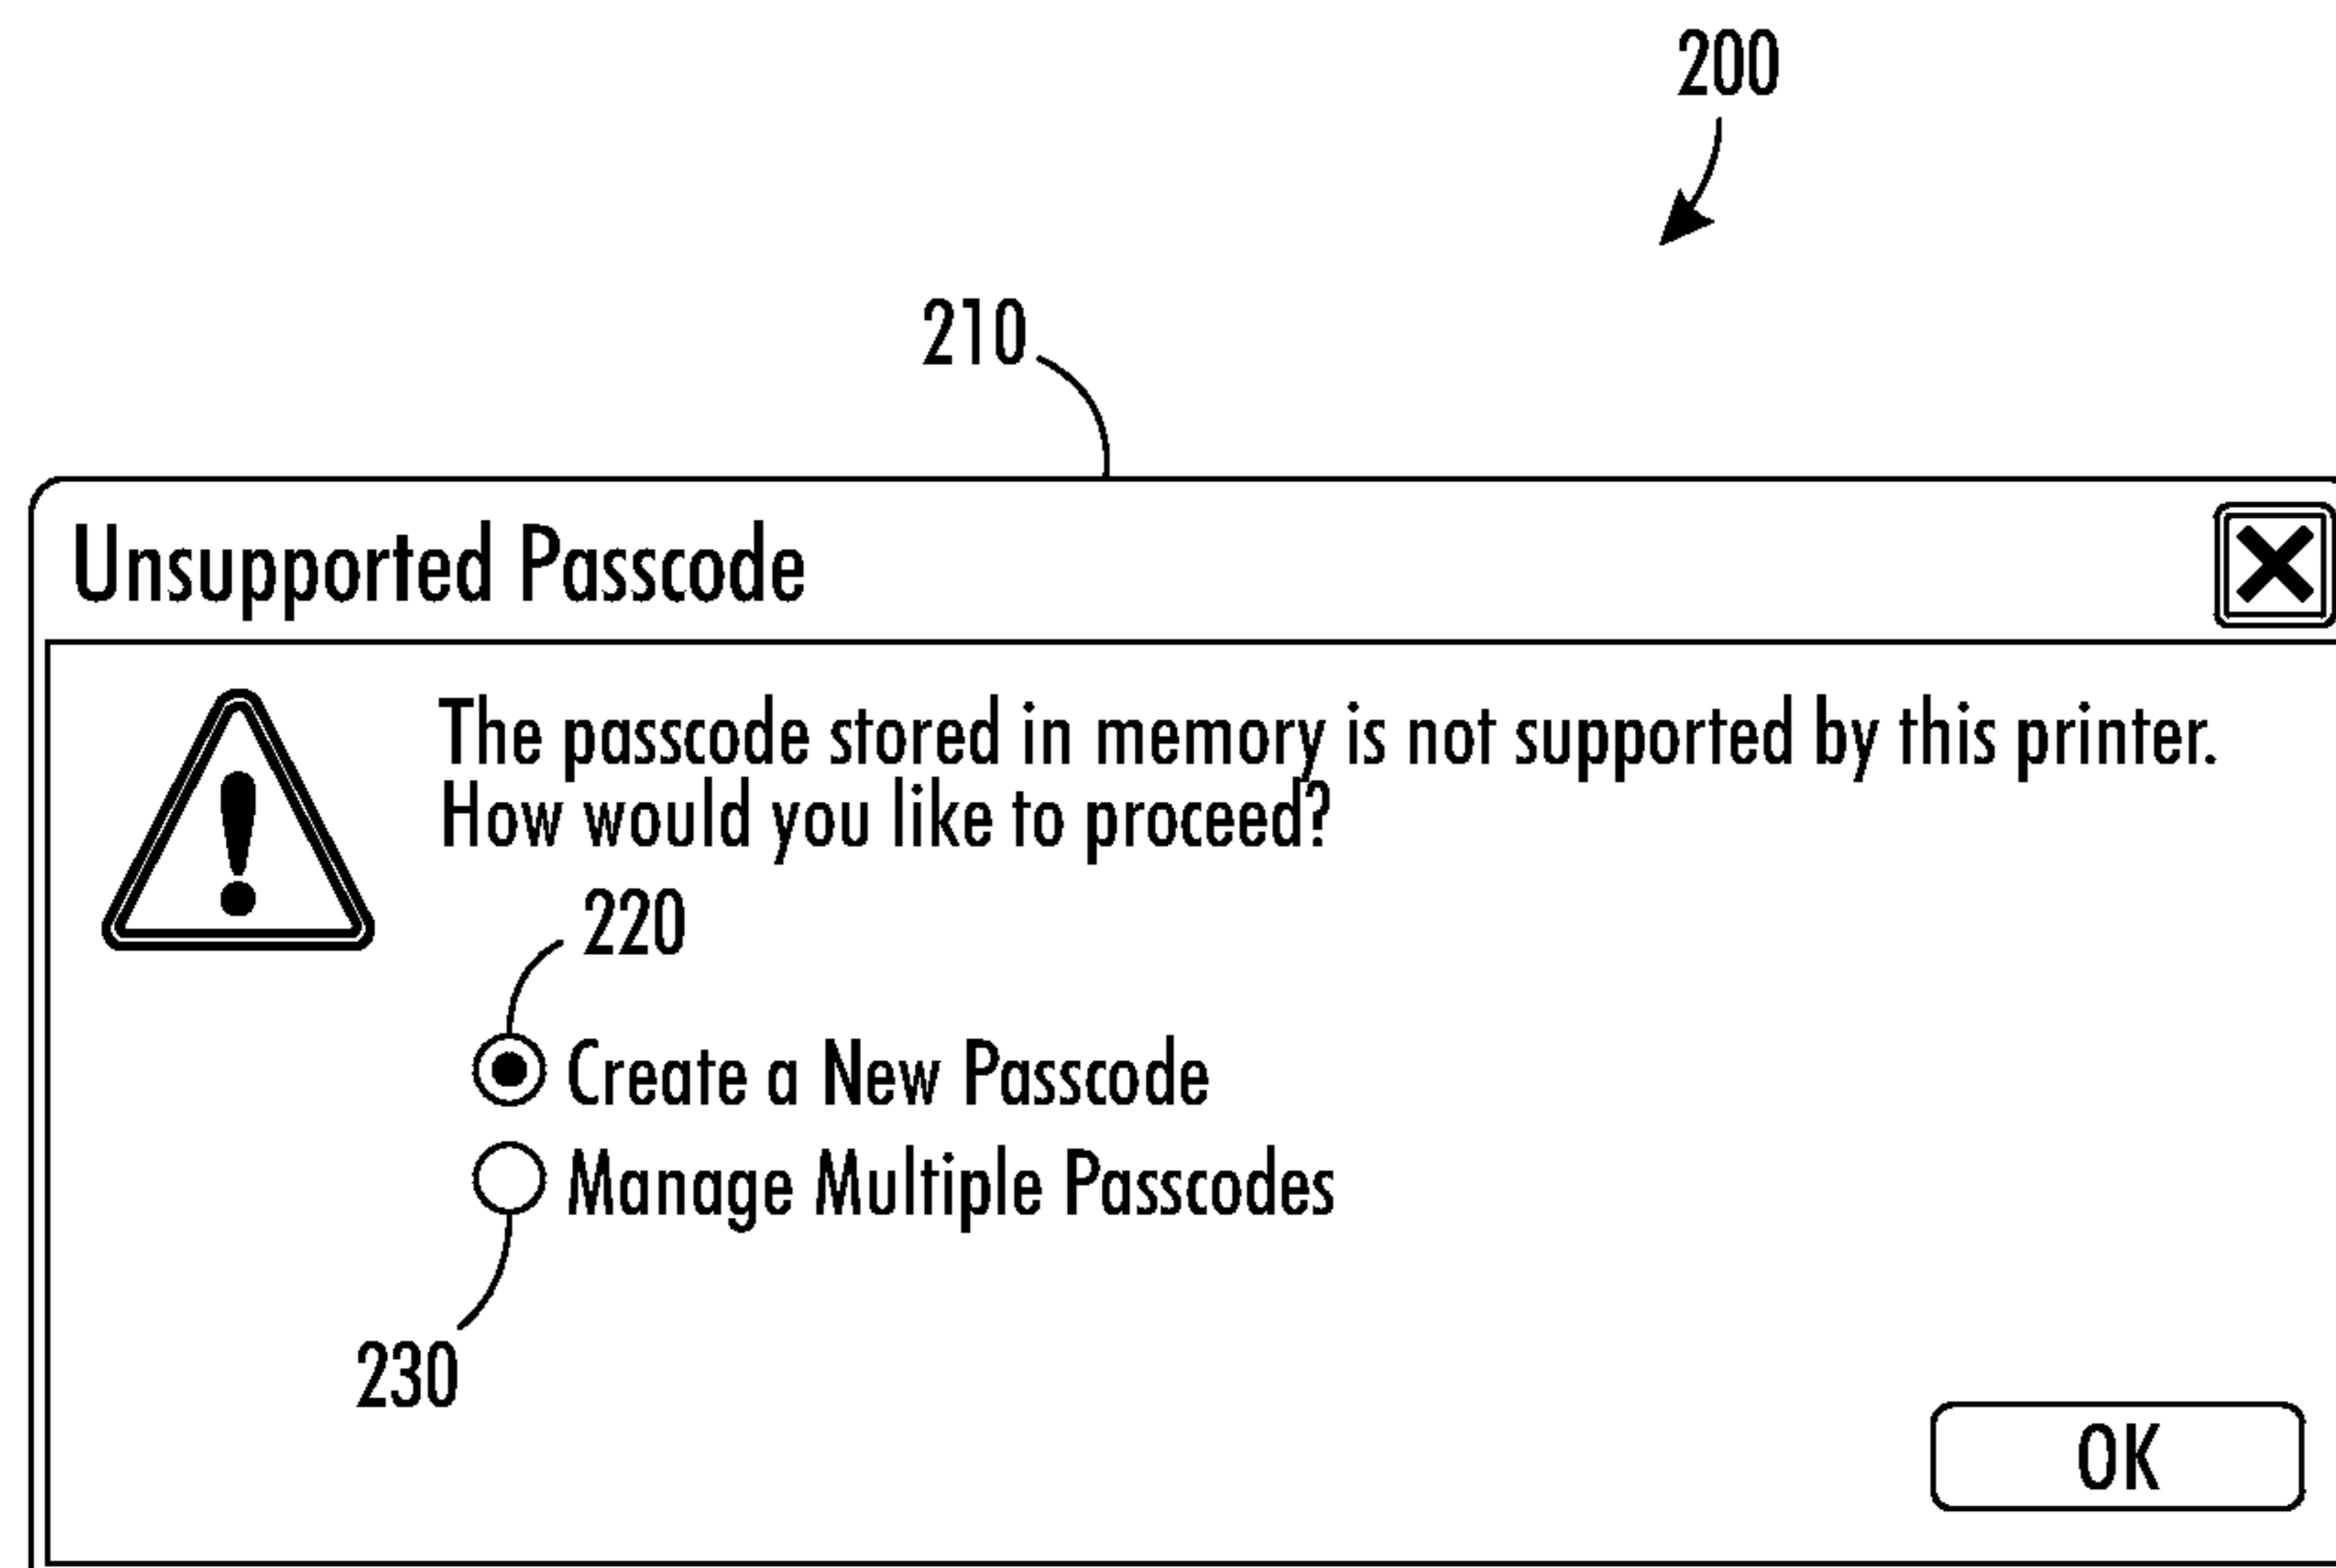 200
210
Unsupported Passcode
The passcode stored in memory is not supported by this printer.
How would you like to proceed?
220
Create a New Passcode
Manage Multiple Passcodes
230
OK